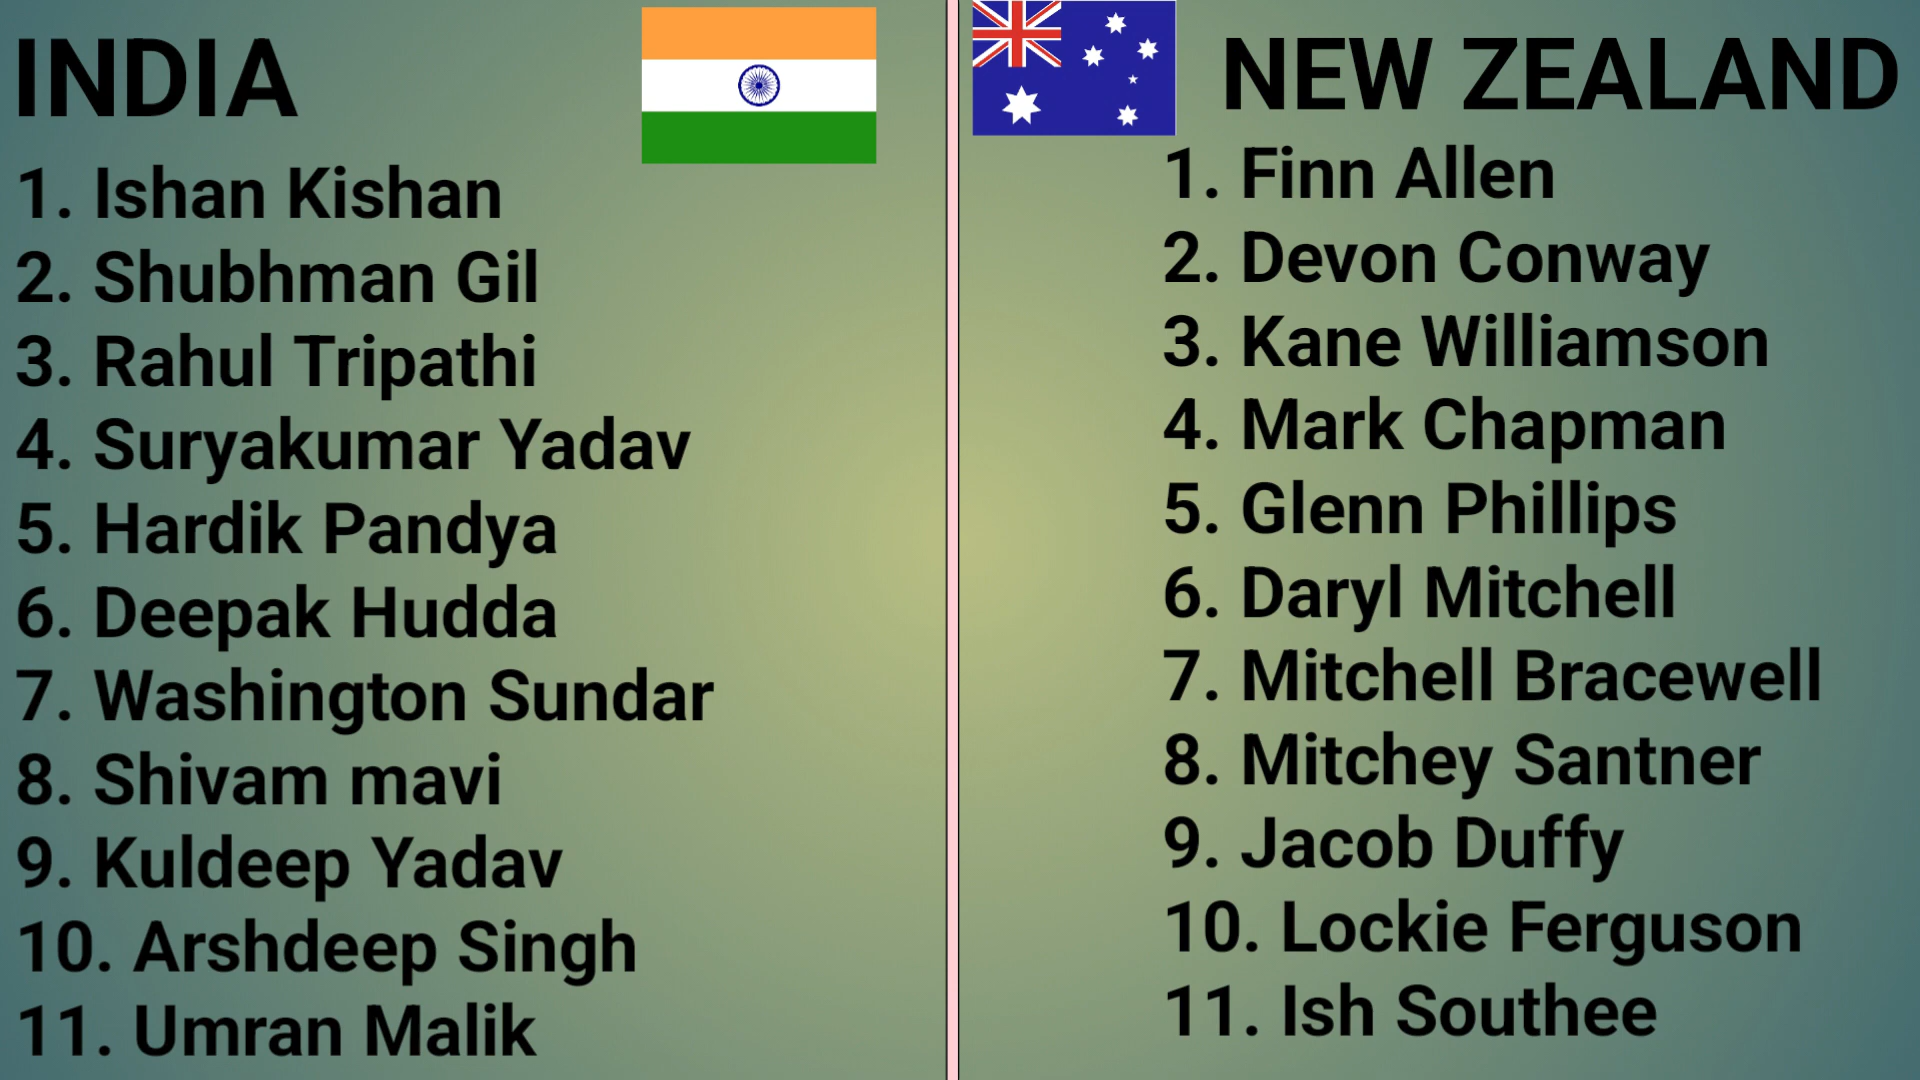 INDIA
1. Ishan Kishan
2. Shubhman Gil
3. Rahul Tripathi
4. Suryakumar Yadav
5. Hardik Pandya
6. Deepak Hudda
7. Washington Sundar
8. Shivam mavi
9. Kuldeep Yadav
10. Arshdeep Singh
11. Umran Malik
NEW ZEALAND
1. Finn Allen
2. Devon Conway
3. Kane Williamson
4. Mark Chapman
5. Glenn Phillips
6. Daryl Mitchell
7. Mitchell Bracewell
8. Mitchey Santner
9. Jacob Duffy
10. Lockie Ferguson
11. Ish Southee